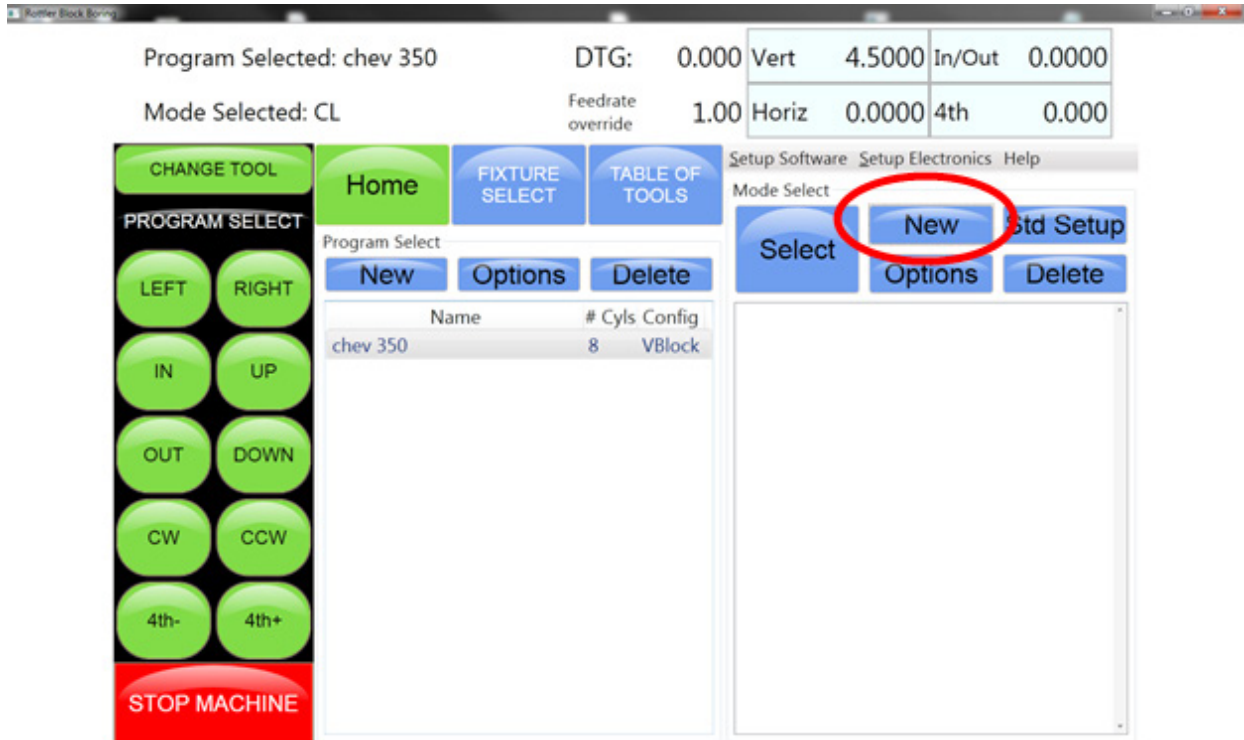 Rottler Block Boring
Program Selected: chev 350
DTG: 0.000
Vert 4.5000
In/Out 0.0000
Mode Selected: CL
Feedrate
override
1.00
Horiz 0.0000
4th 0.000
CHANGE TOOL
PROGRAM SELECT
LEFT
RIGHT
IN
UP
OUT
DOWN
CW
CCW
4th-
4th+
STOP MACHINE
Home
FIXTURE
SELECT
TABLE OF
TOOLS
Program Select
New
Options
Delete
Name # Cyls Config
chev 350 8 VBlock
Setup Software Setup Electronics Help
Mode Select
Select
New
Std Setup
Options
Delete